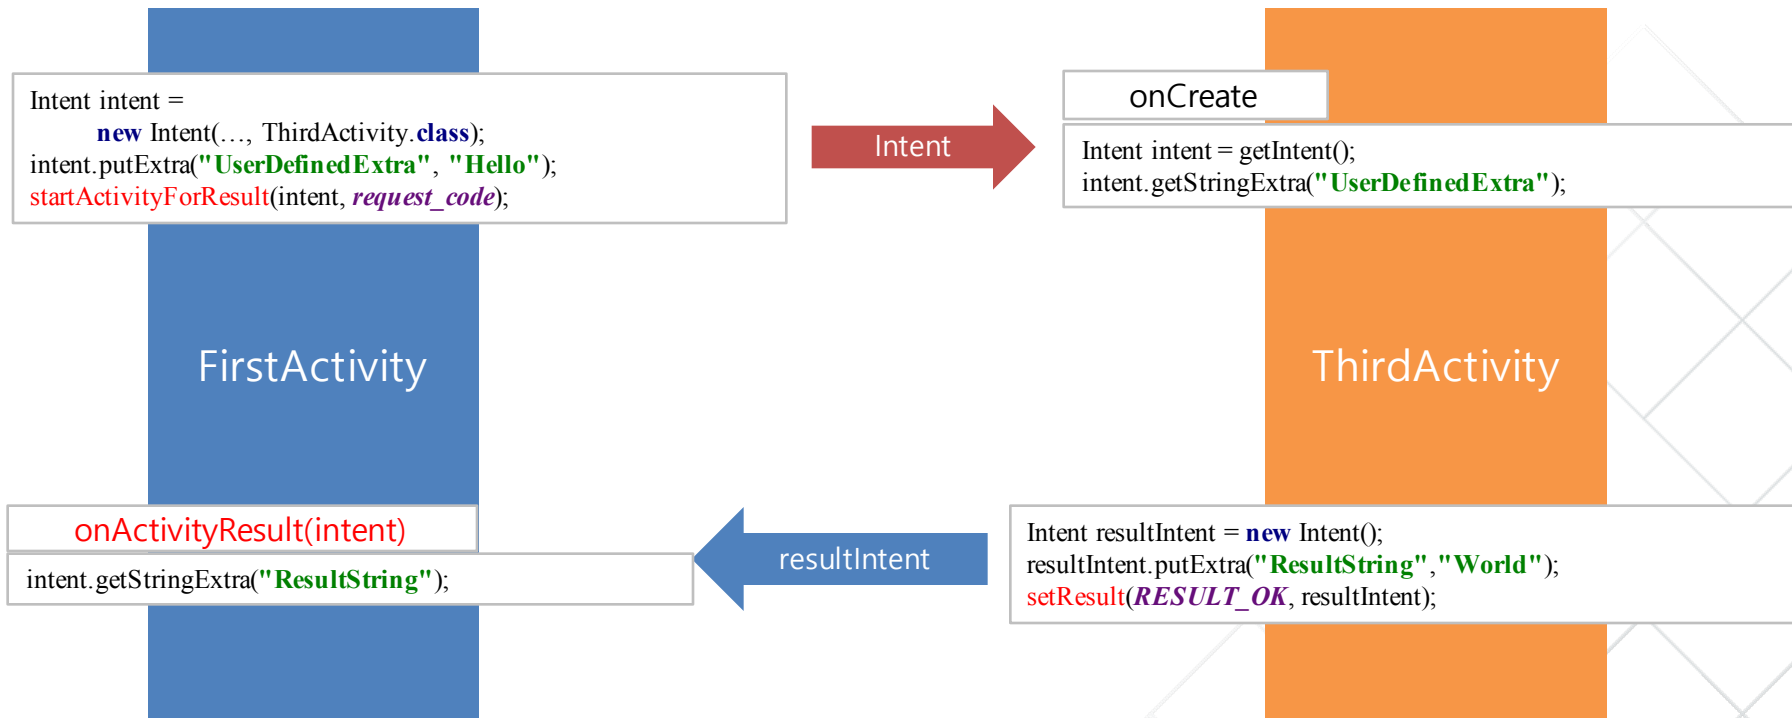 Intent intent =
new Intent(…, ThirdActivity.class);
intent.putExtra("UserDefinedExtra", "Hello");
startActivityForResult(intent, request_code);
Intent
onCreate
Intent intent = getIntent();
intent.getStringExtra("UserDefinedExtra");
FirstActivity
ThirdActivity
onActivityResult(intent)
intent.getStringExtra("ResultString");
resultIntent
Intent resultIntent = new Intent();
resultIntent.putExtra("ResultString","World");
setResult(RESULT_OK, resultIntent);